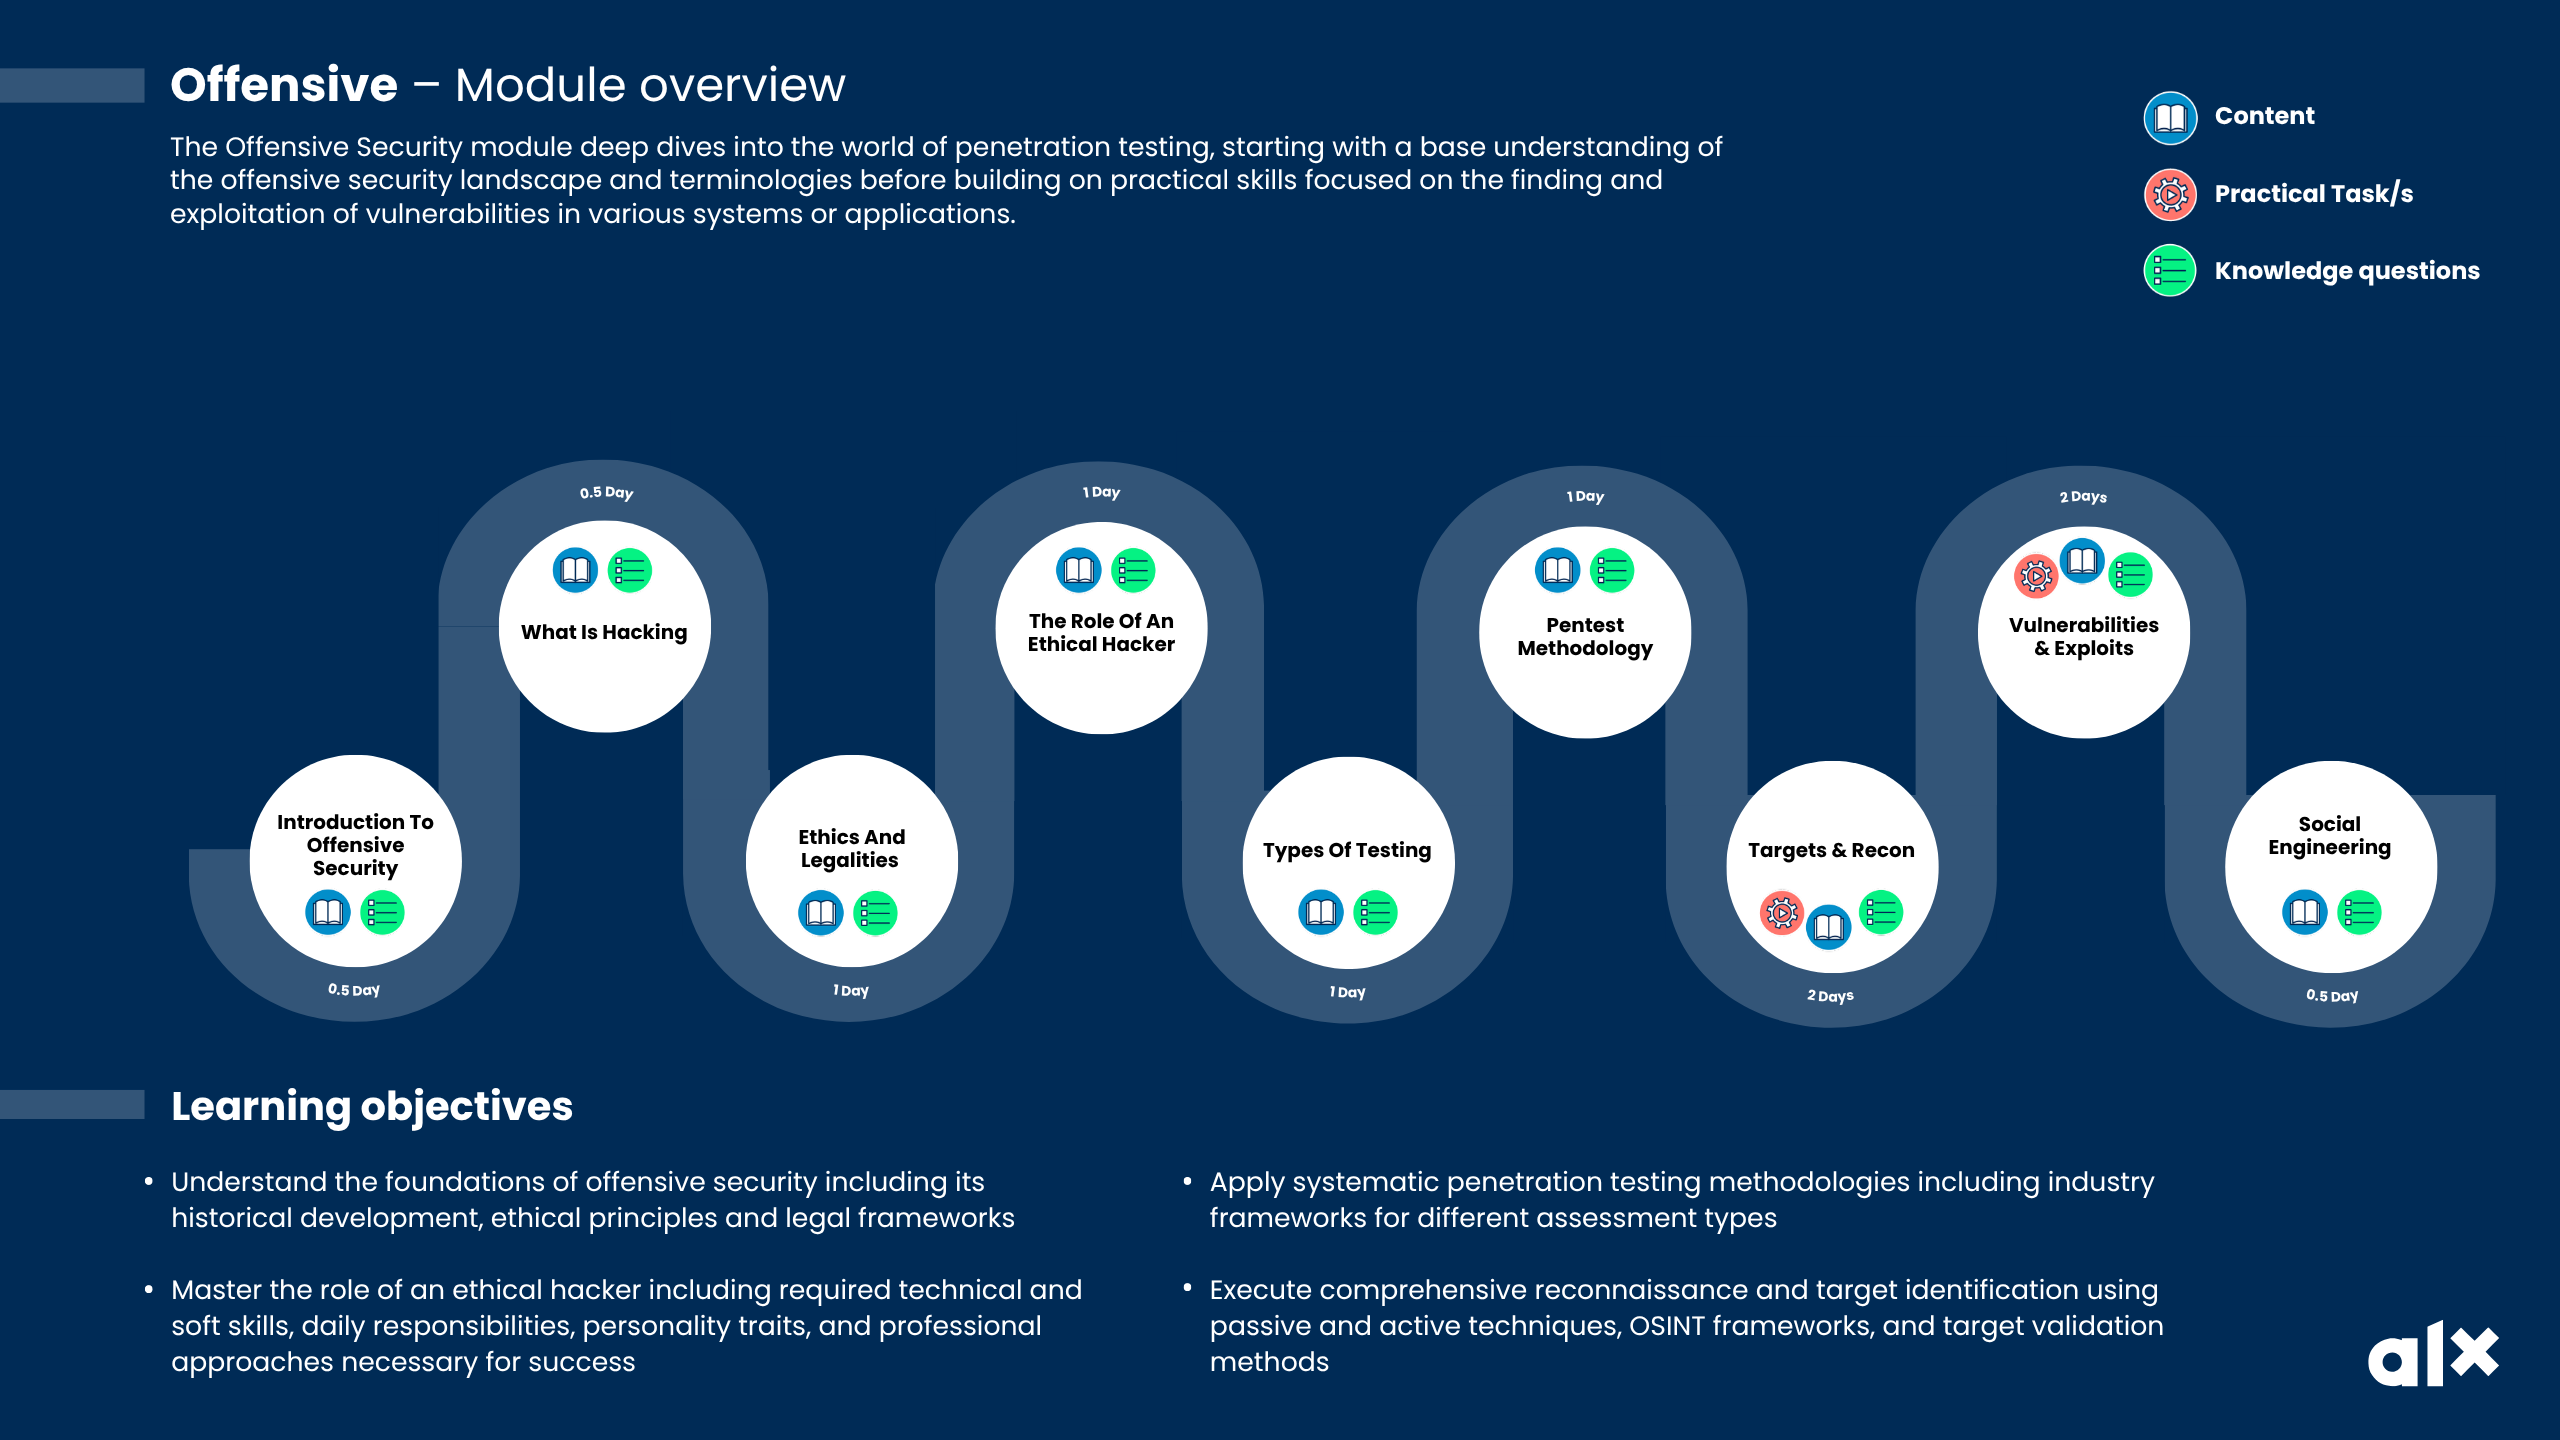 Offensive – Module overview
The Offensive Security module deep dives into the world of penetration testing, starting with a base understanding of
the offensive security landscape and terminologies before building on practical skills focused on the finding and
exploitation of vulnerabilities in various systems or applications.
Content
Practical Task/s
Knowledge questions
0.5 Day
What Is Hacking
1 Day
The Role Of An
Ethical Hacker
1 Day
Pentest
Methodology
2 Days
Vulnerabilities
& Exploits
Introduction To
Offensive
Security
0.5 Day
Ethics And
Legalities
1 Day
Types Of Testing
1 Day
Targets & Recon
2 Days
Social
Engineering
0.5 Day
Learning objectives
• Understand the foundations of offensive security including its
historical development, ethical principles and legal frameworks
• Master the role of an ethical hacker including required technical and
soft skills, daily responsibilities, personality traits, and professional
approaches necessary for success
• Apply systematic penetration testing methodologies including industry
frameworks for different assessment types
• Execute comprehensive reconnaissance and target identification using
passive and active techniques, OSINT frameworks, and target validation
methods
alx